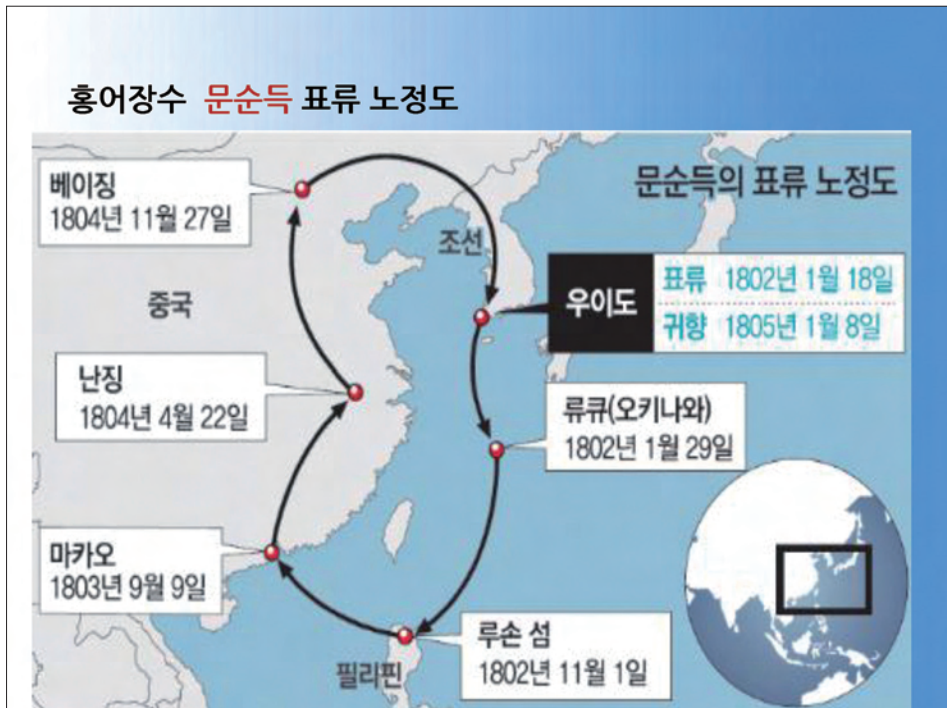 홍어장수 문순득 표류 노정도
문순득의 표류 노정도
베이징
1804년 11월 27일
조선
우이도
표류 1802년 1월 18일
귀향 1805년 1월 8일
중국
난징
1804년 4월 22일
류큐(오키나와)
1802년 1월 29일
마카오
1803년 9월 9일
루손 섬
1802년 11월 1일
필리핀